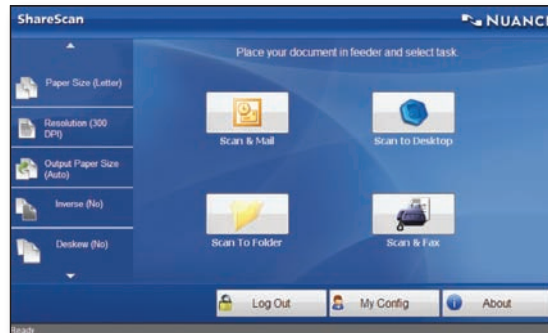 ShareScan
NUANCE
Place your document in feeder and select task.
Paper Size (Letter)
Resolution (300
DPI)
Output Paper Size
(Auto)
Inverse (No)
Deskew (No)
Scan & Mail
Scan to Desktop
Scan To Folder
Scan & Fax
Log Out
My Config
About
Ready